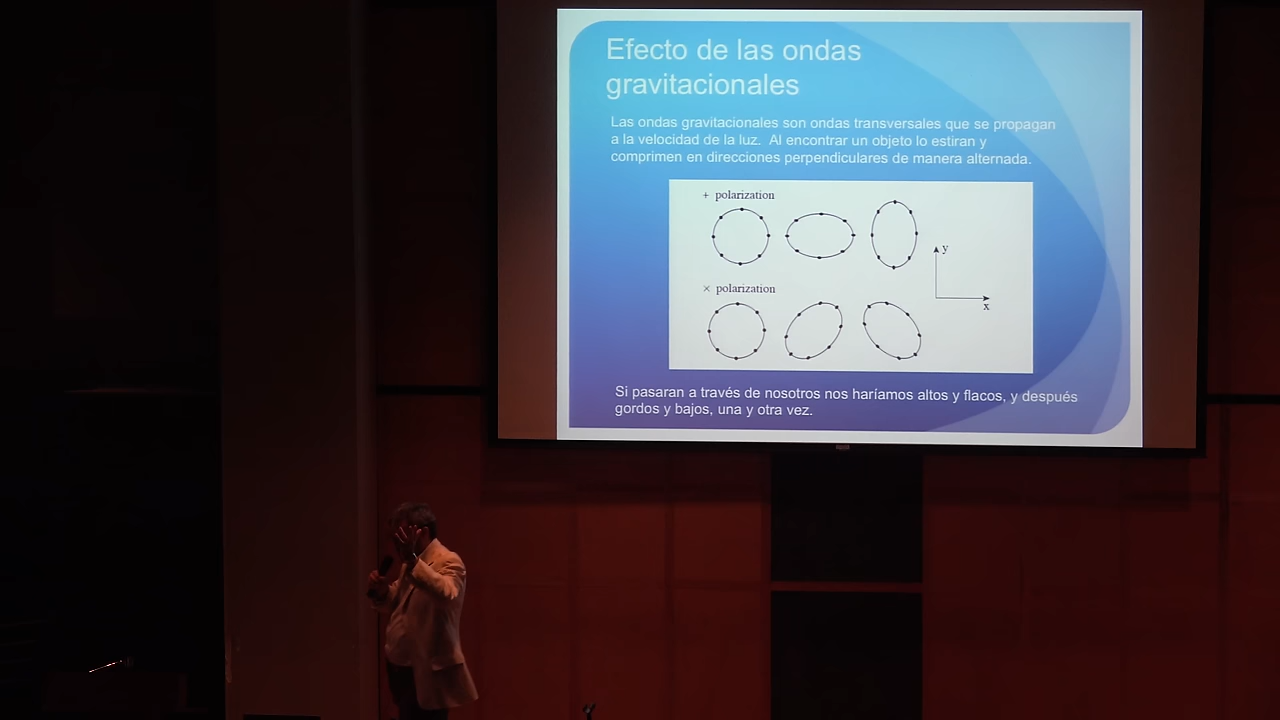 Efecto de las ondas
gravitacionales
Las ondas gravitacionales son ondas transversales que se propagan
a la velocidad de la luz. Al encontrar un objeto lo estiran y
comprimen en direcciones perpendiculares de manera alternada.
+ polarization
y
x
× polarization
Si pasaran a través de nosotros nos haríamos altos y flacos, y después
gordos y bajos, una y otra vez.